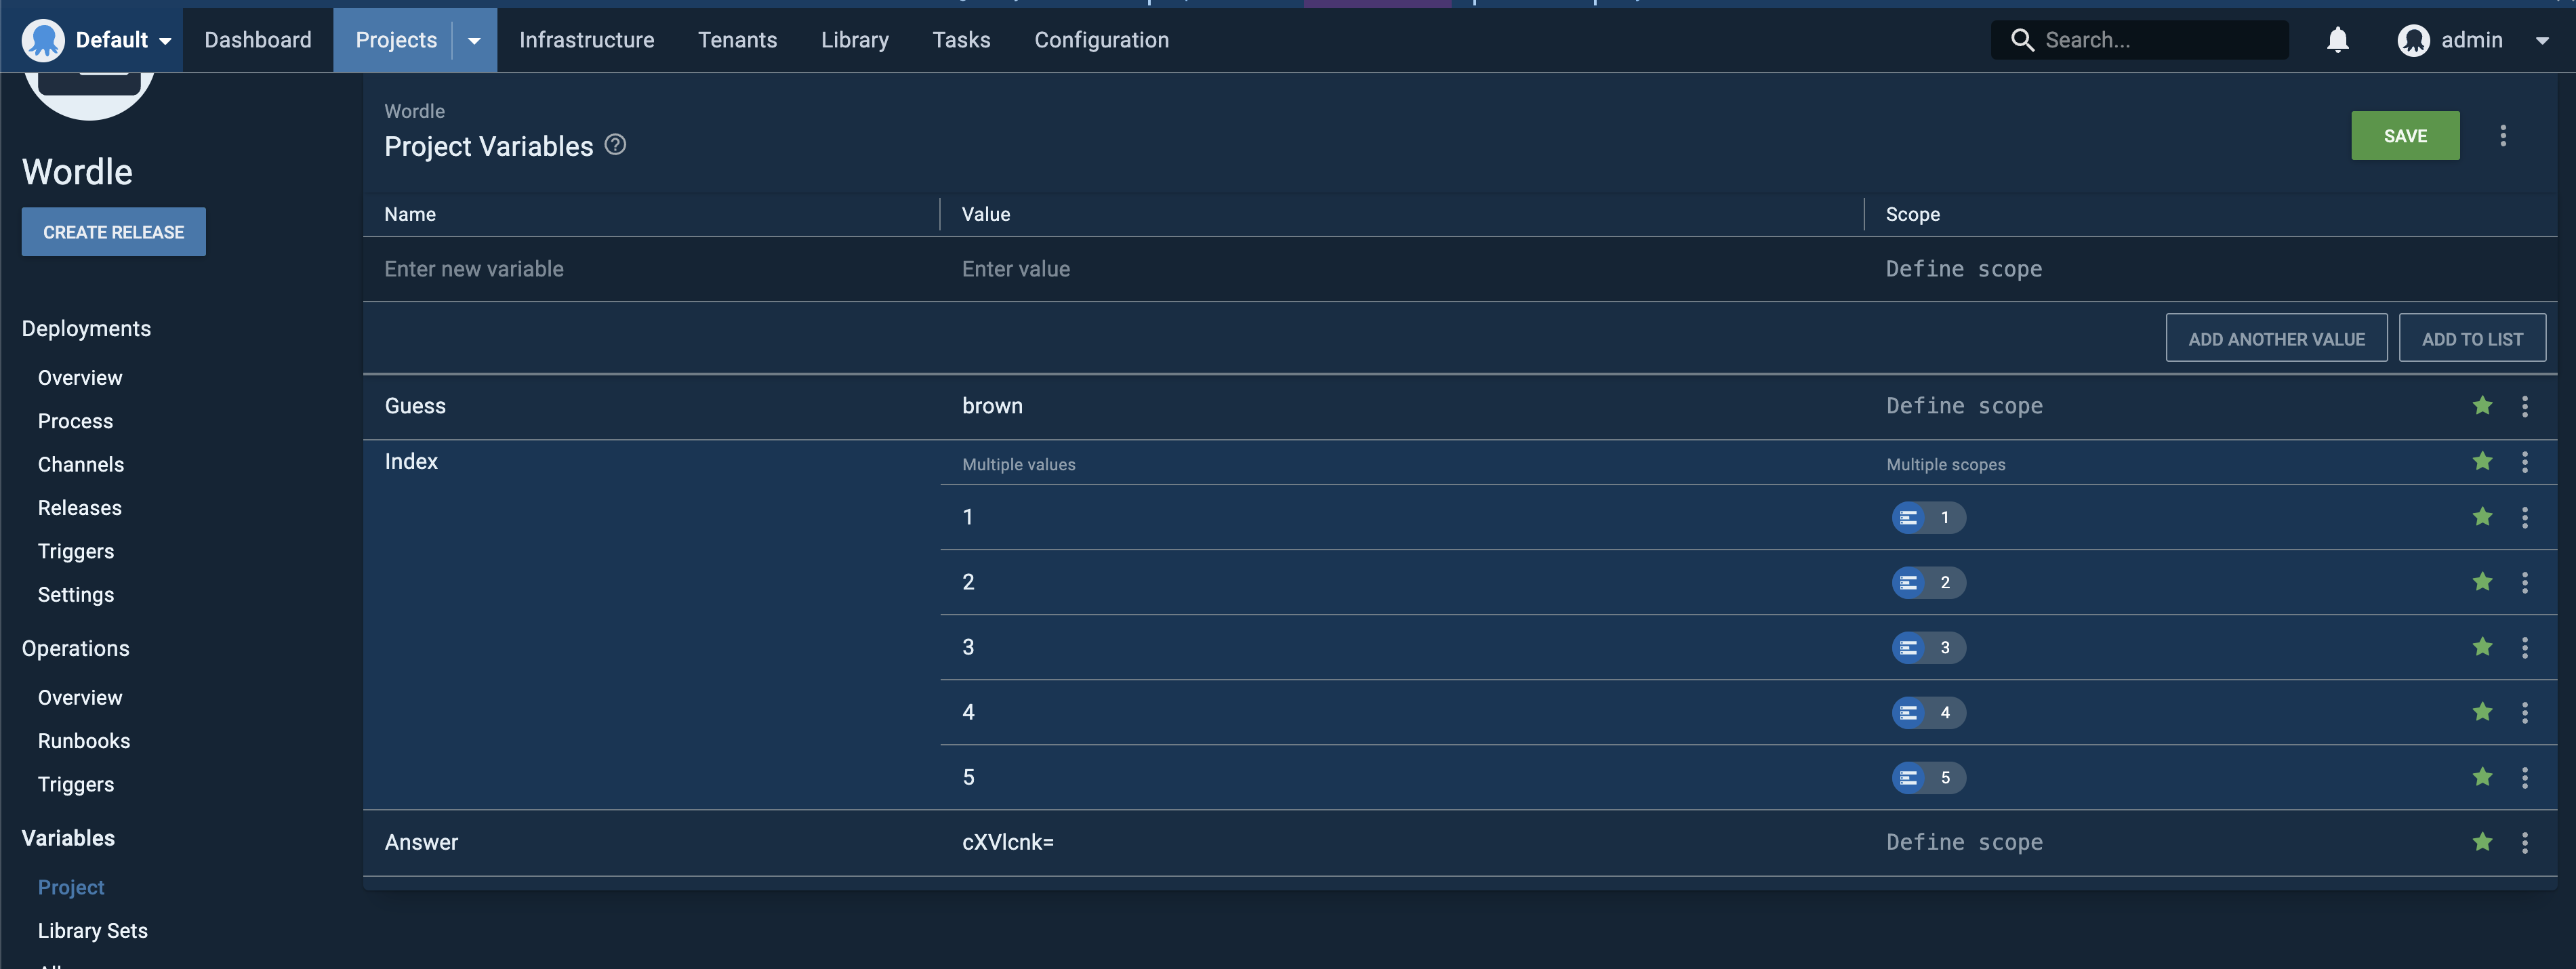 Default
Dashboard
Projects
Infrastructure
Tenants
Library
Tasks
Configuration
Search...
admin
Wordle
CREATE RELEASE
Deployments
Overview
Process
Channels
Releases
Triggers
Settings
Operations
Overview
Runbooks
Triggers
Variables
Project
Library Sets
Wordle
Project Variables
SAVE
Name Value Scope
Enter new variable Enter value Define scope
ADD ANOTHER VALUE ADD TO LIST
Guess brown Define scope
Index Multiple values Multiple scopes
1 1
2 2
3 3
4 4
5 5
Answer cXVlcnk= Define scope